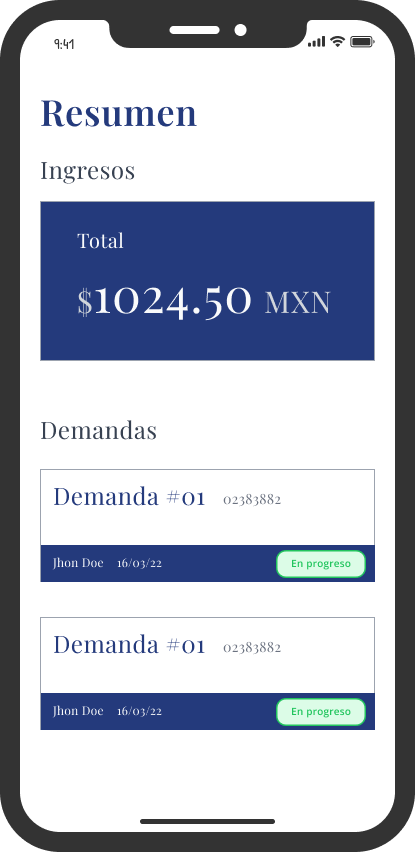 9:41
Resumen
Ingresos
Total
$1024.50 MXN
Demandas
Demanda #01 02383882
Jhon Doe 16/03/22 En progreso
Demanda #01 02383882
Jhon Doe 16/03/22 En progreso